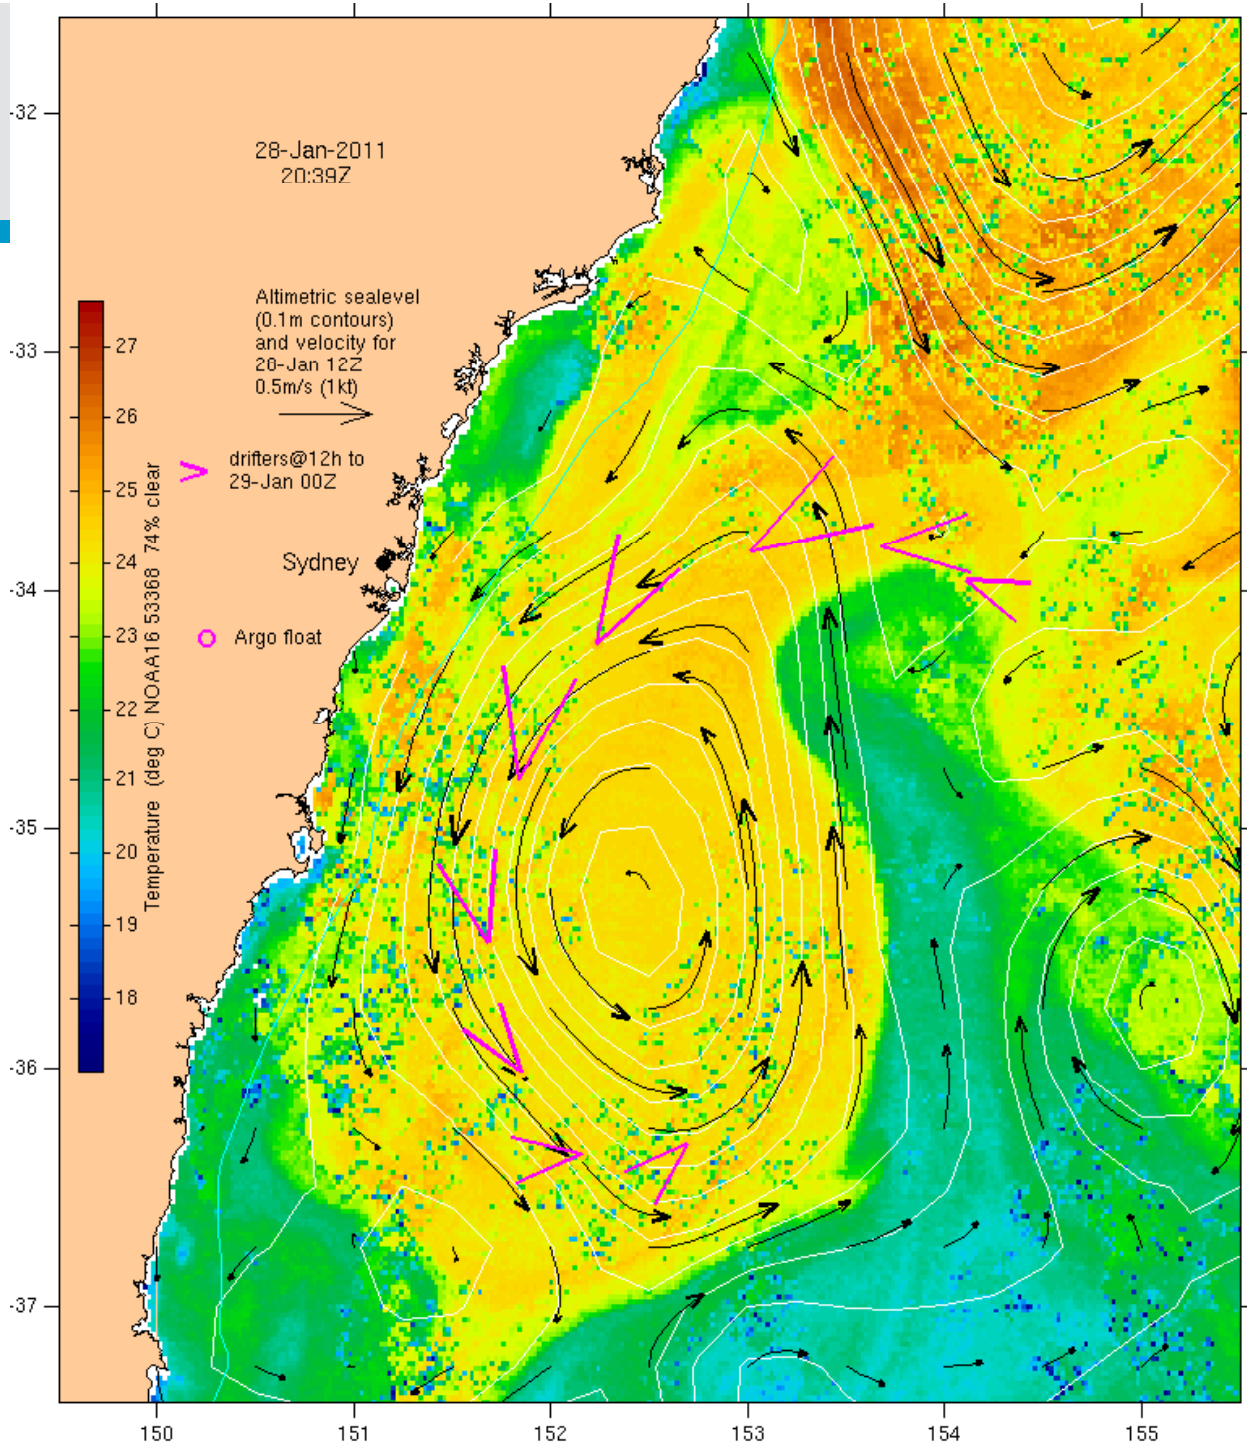 28-Jan-2011
20:39Z
Altimetric sealevel
(0.1m contours)
and velocity for
20-Jan 12Z
0.5m/s (1kt)
drifters@12h to
29-Jan 00Z
Sydney
Argo float
Temperature (deg C) NOAA16 53368 74% clear
27
26
25
24
23
22
21
20
19
18
-32
-33
-34
-35
-36
-37
150
151
152
153
154
155